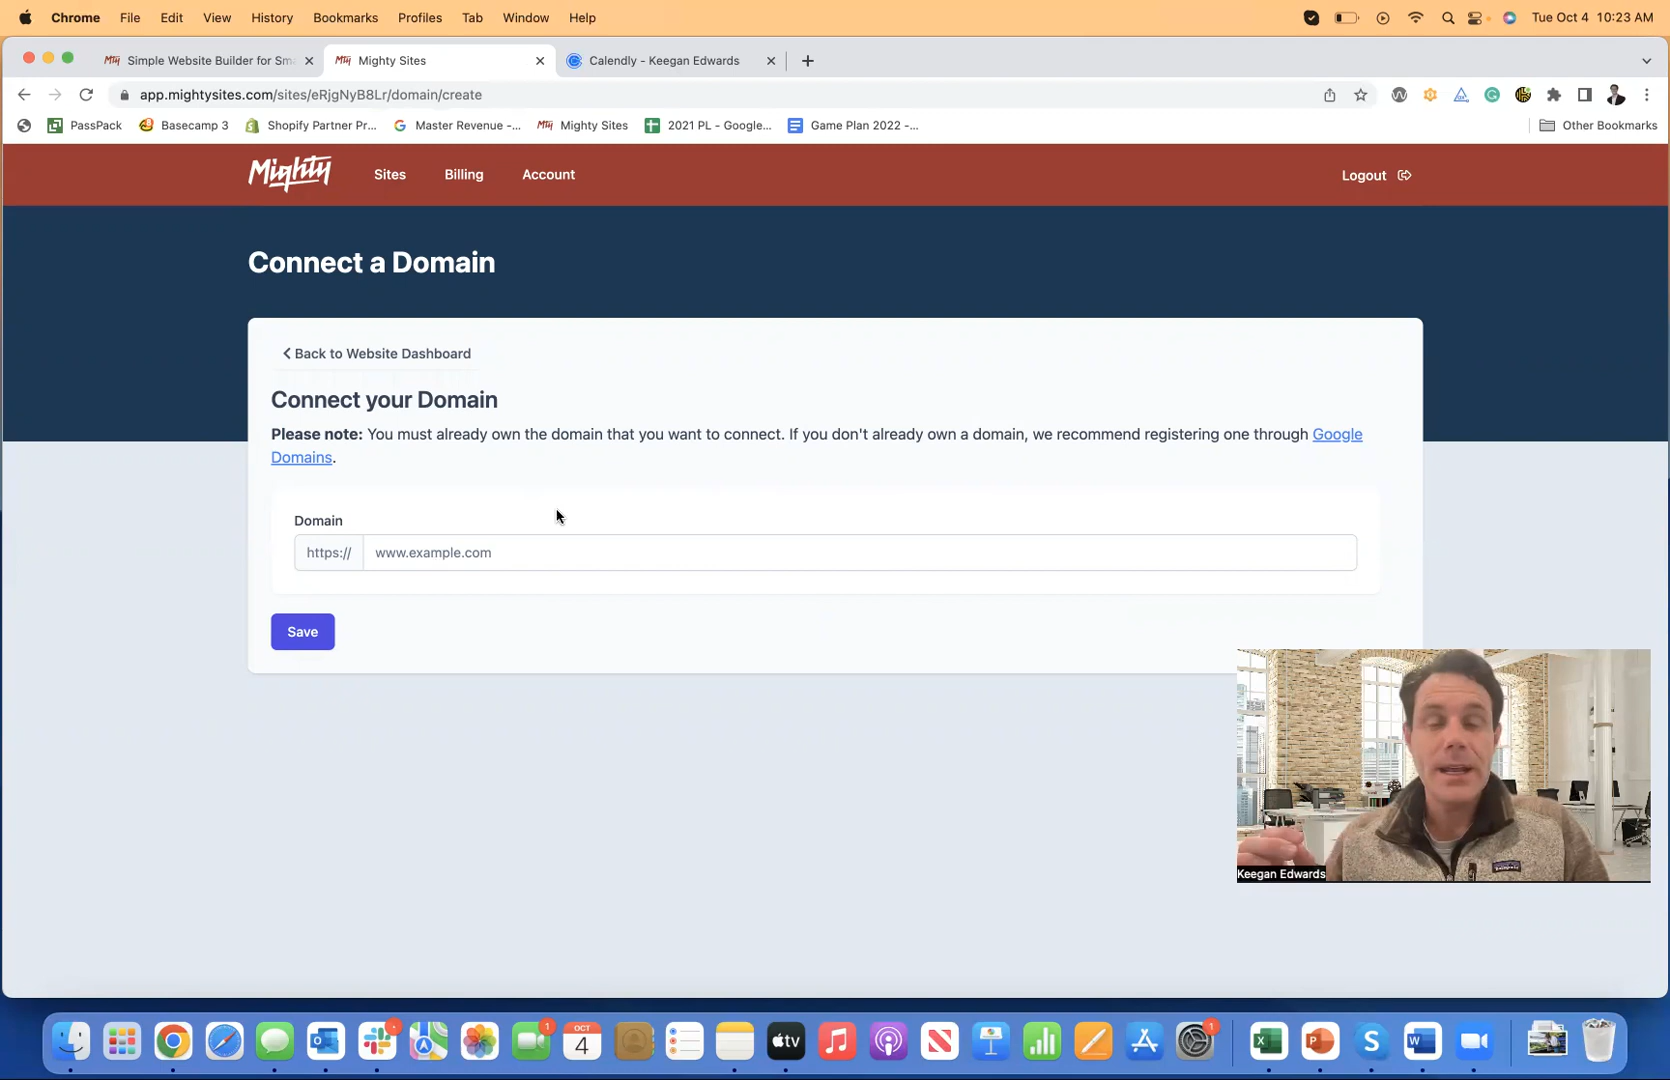 Chrome File Edit View History Bookmarks Profiles Tab Window Help Tue Oct 4 10:23 AM
Simple Website Builder for Sm Mighty Sites Calendly - Keegan Edwards
app.mightysites.com/sites/eRjgNyB8Lr/domain/create
PassPack Basecamp 3 Shopify Partner Pr... Master Revenue -... Mighty Sites 2021 PL - Google... Game Plan 2022 -... Other Bookmarks
Mighty Sites Billing Account Logout
Connect a Domain
Back to Website Dashboard
Connect your Domain
Please note: You must already own the domain that you want to connect. If you don't already own a domain, we recommend registering one through Google
Domains.
Domain
https:// www.example.com
Save
Keegan Edwards
1 OCT 4 tv 1